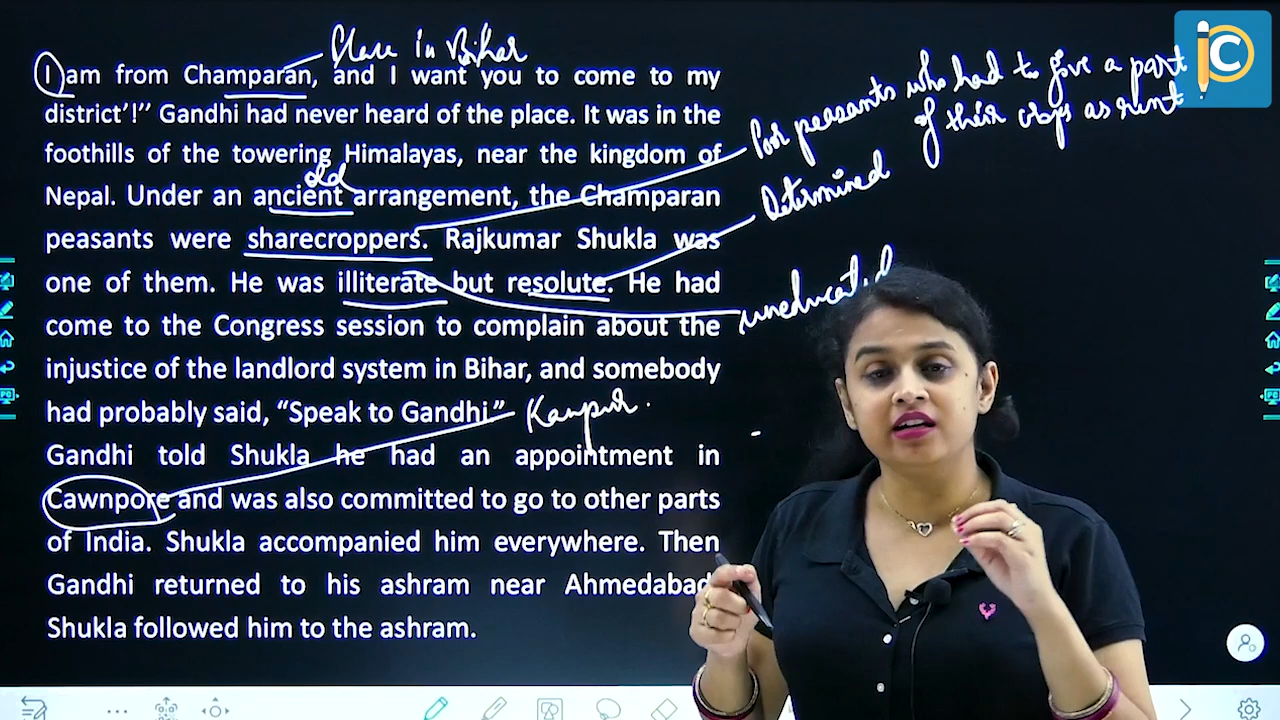 Place in Bihar
I am from Champaran, and I want you to come to my
district'!” Gandhi had never heard of the place. It was in the
foothills of the towering Himalayas, near the kingdom of
old
Nepal. Under an ancient arrangement, the Champaran
peasants were sharecroppers. Rajkumar Shukla was
one of them. He was illiterate but resolute. He had
come to the Congress session to complain about the
injustice of the landlord system in Bihar, and somebody
had probably said, “Speak to Gandhi.”
Kanpur.
Gandhi told Shukla he had an appointment in
Cawnpore and was also committed to go to other parts
of India. Shukla accompanied him everywhere. Then
Gandhi returned to his ashram near Ahmedabad.
Shukla followed him to the ashram.
Poor peasants who had to give a part
of their crops as rent
Determined
uneducated
PC